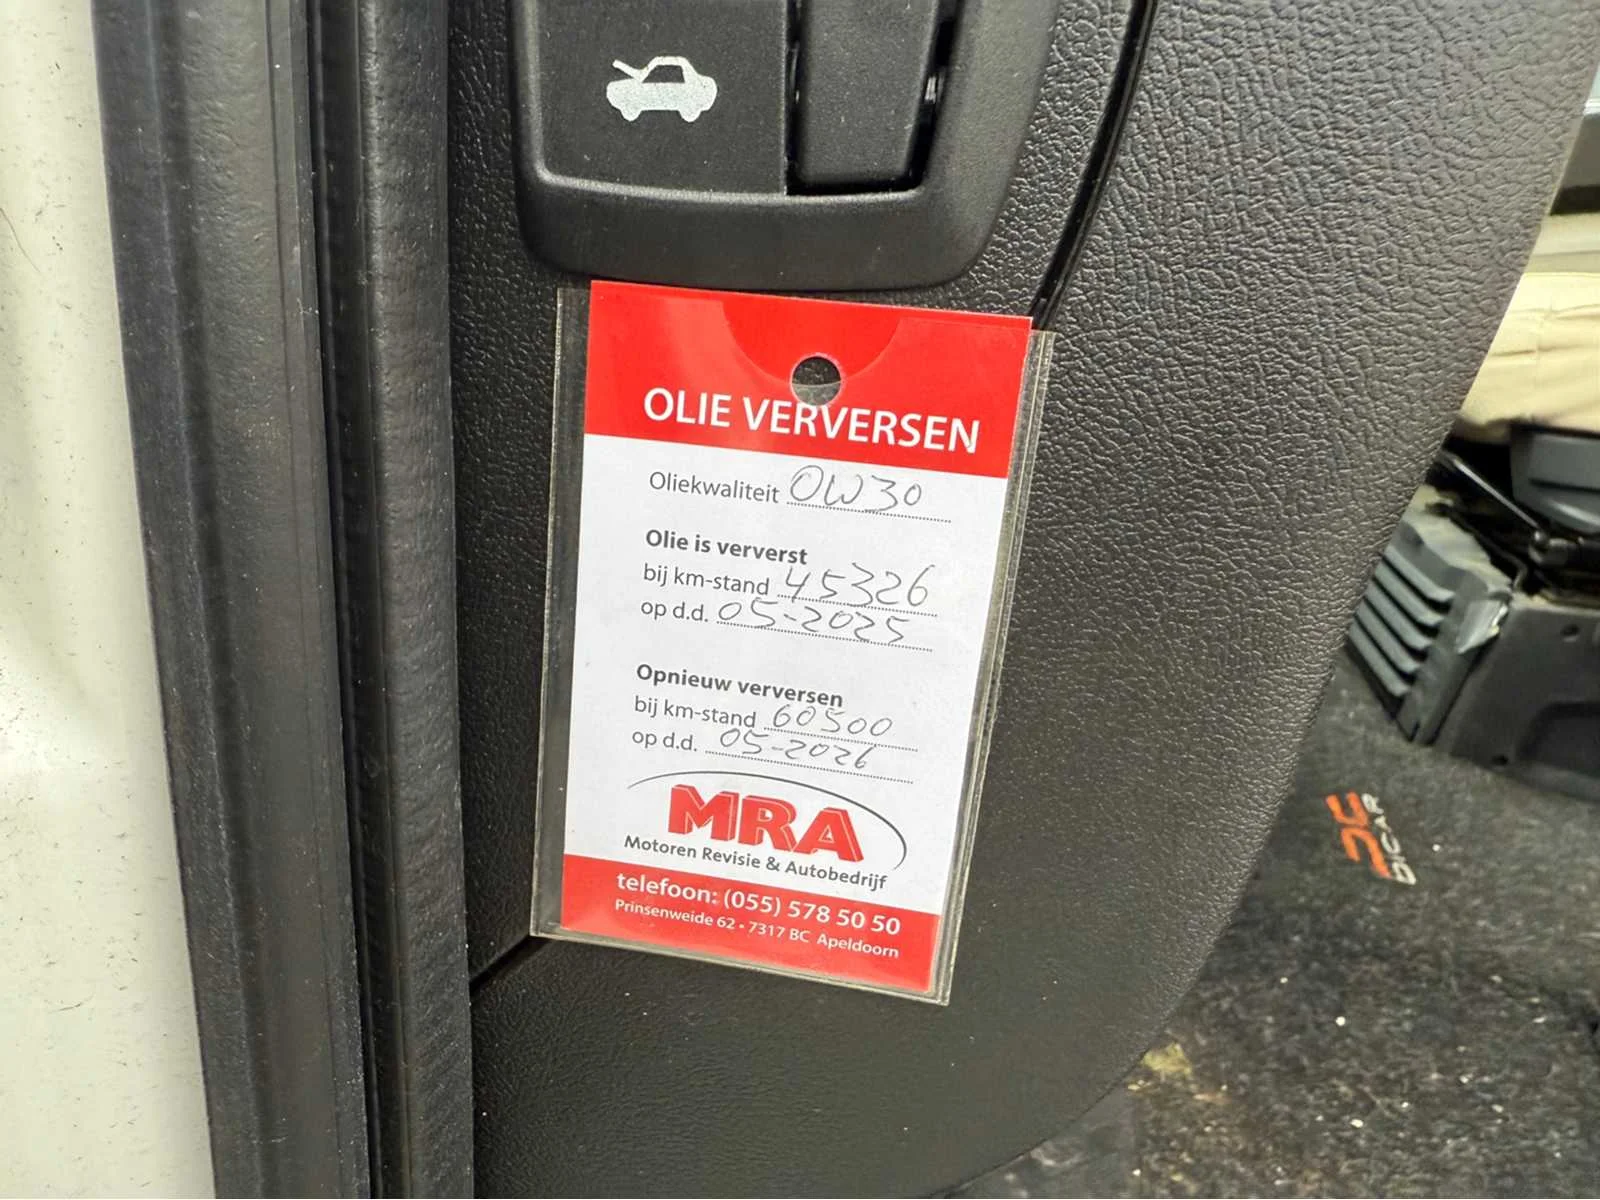 OLIE VERVERSEN
Oliekwaliteit 0W30
Olie is ververst
bij km-stand 45326
op d.d. 05-2025
Opnieuw verversen
bij km-stand 60500
op d.d. 05-2026
MRA
Motoren Revisie & Autobedrijf
telefoon: (055) 578 50 50
Prinsenweide 62 • 7317 BC Apeldoorn
BICAR